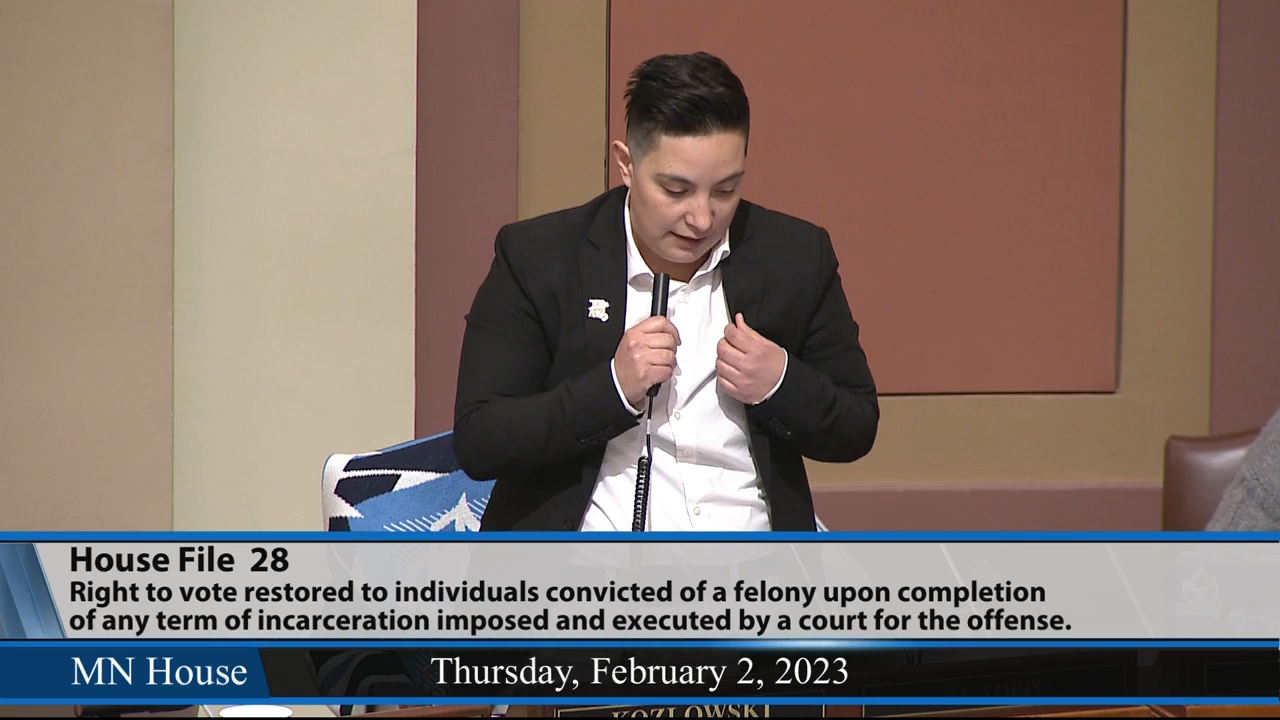 House File 28
Right to vote restored to individuals convicted of a felony upon completion
of any term of incarceration imposed and executed by a court for the offense.
MN House
Thursday, February 2, 2023
KOZLOWSKI